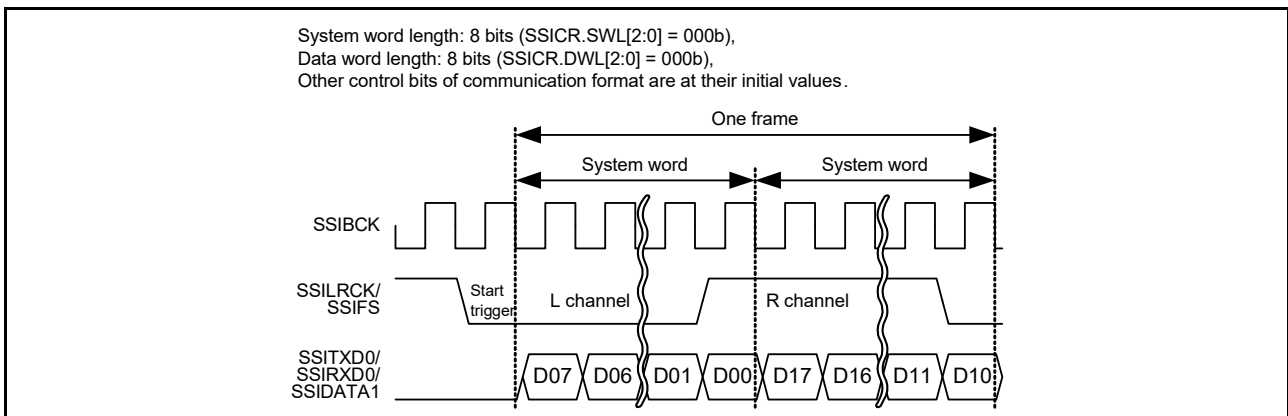 System word length: 8 bits (SSICR.SWL[2:0] = 000b),
Data word length: 8 bits (SSICR.DWL[2:0] = 000b),
Other control bits of communication format are at their initial values.
One frame
System word System word
SSIBCK
SSILRCK/
SSIFS
Start
trigger
L channel
R channel
SSITXD0/
SSIRXD0/
SSIDATA1
D07 D06 D01 D00 D17 D16 D11 D10